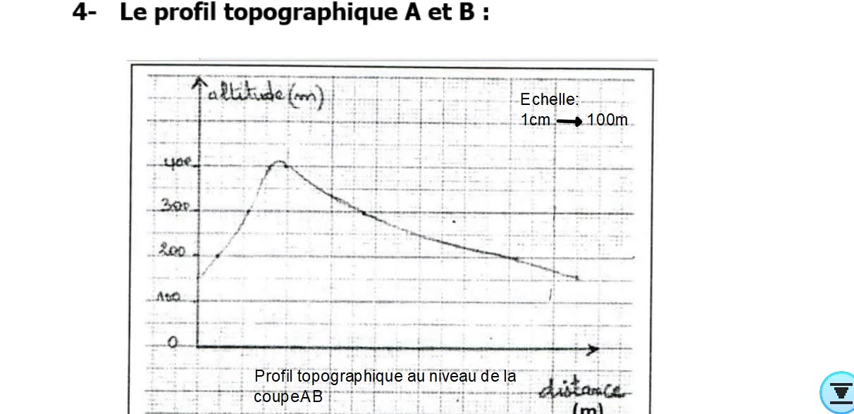 4- Le profil topographique A et B :
altitude (m)
Echelle:
1cm → 100m
400
300
200
100
0
Profil topographique au niveau de la
coupeAB
distance
(m)